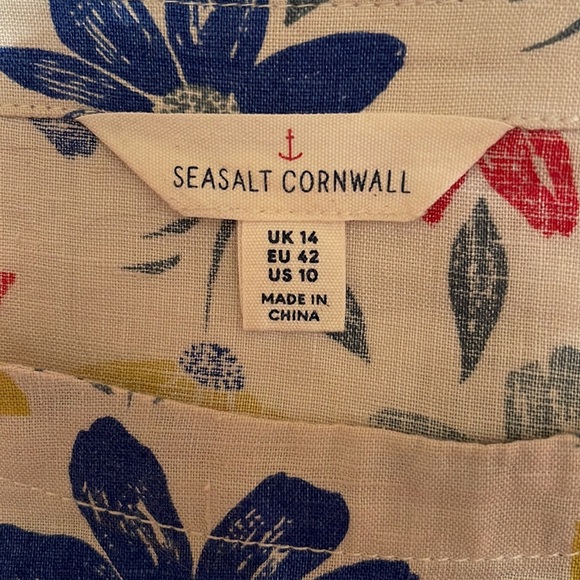 SEASALT CORNWALL
UK 14
EU 42
US 10
MADE IN
CHINA